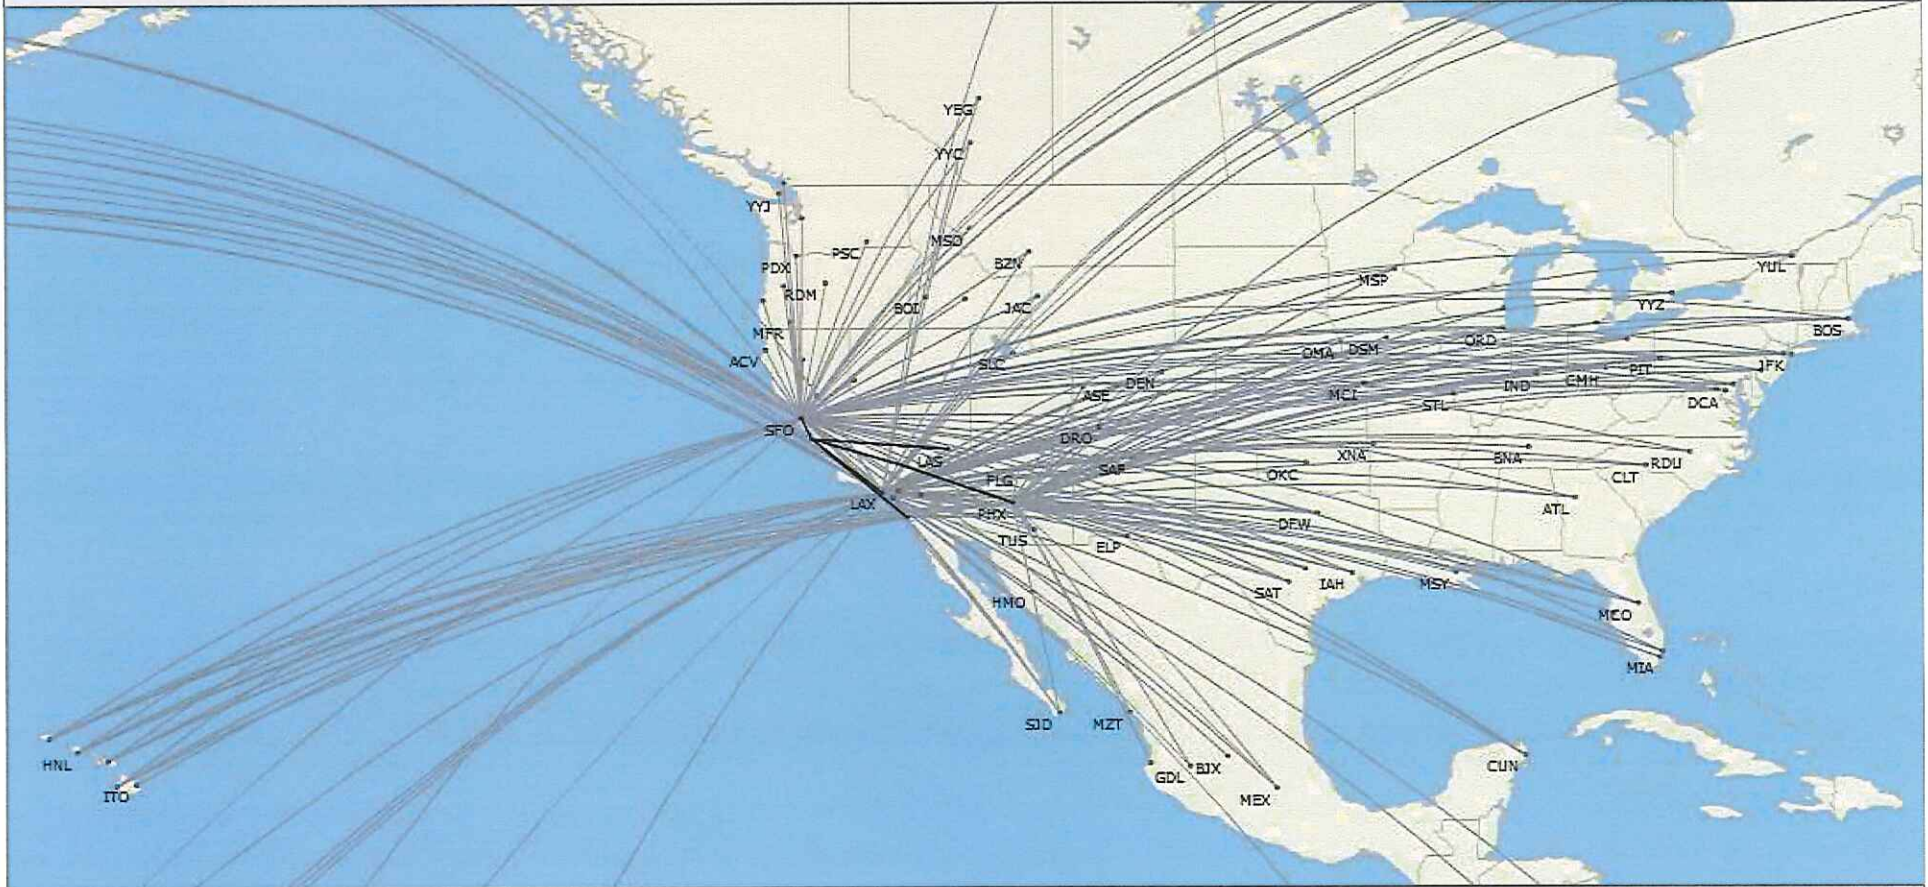 YEG
YYC
YYJ
MSO
PSC
BZN
PDX
YUL
MSP
RDM
YYZ
BOI
JAC
MFR
BOS
ORD
OMA
DSM
ACV
SLC
JFK
PIT
CMH
IND
DEN
ASE
MCI
DCA
STL
SFO
DRO
XNA
BNA
LAS
RDU
SAF
OKC
CLT
FLG
LAX
ATL
PHX
DFW
TUS
ELP
IAH
MSY
SAT
HMO
MCO
MIA
SJD
MZT
HNL
CUN
BJX
GDL
ITO
MEX